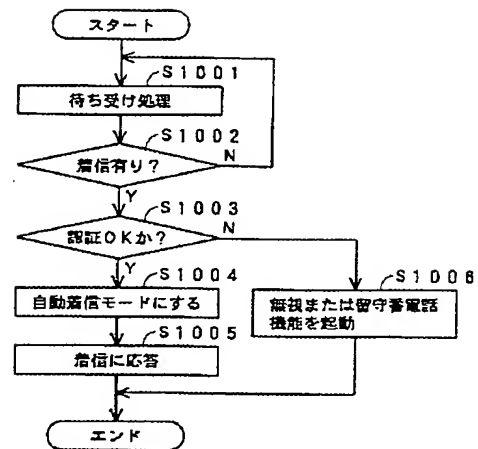 スタート
S1001
待ち受け処理
S1002
着信有り?
N
Y
S1003
認証OKか?
N
Y
S1004
自動着信モードにする
S1006
無視または留守番電話
機能を起動
S1005
着信に応答
エンド